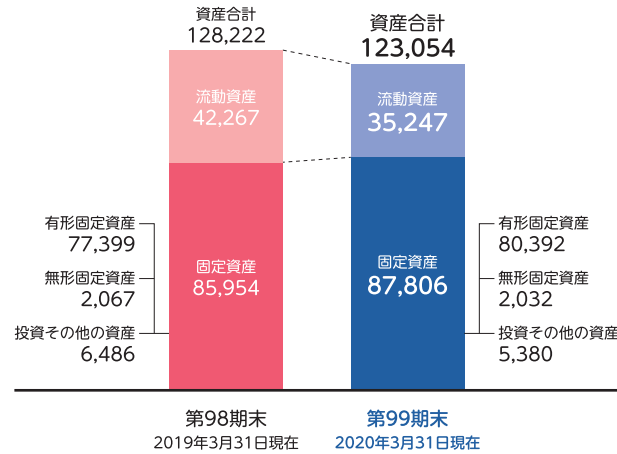 資産合計
128,222
流動資産
42,267
有形固定資産
77,399
無形固定資産
2,067
投資その他の資産
6,486
固定資産
85,954
第98期末
2019年3月31日現在
資産合計
123,054
流動資産
35,247
固定資産
87,806
有形固定資産
80,392
無形固定資産
2,032
投資その他の資産
5,380
第99期末
2020年3月31日現在